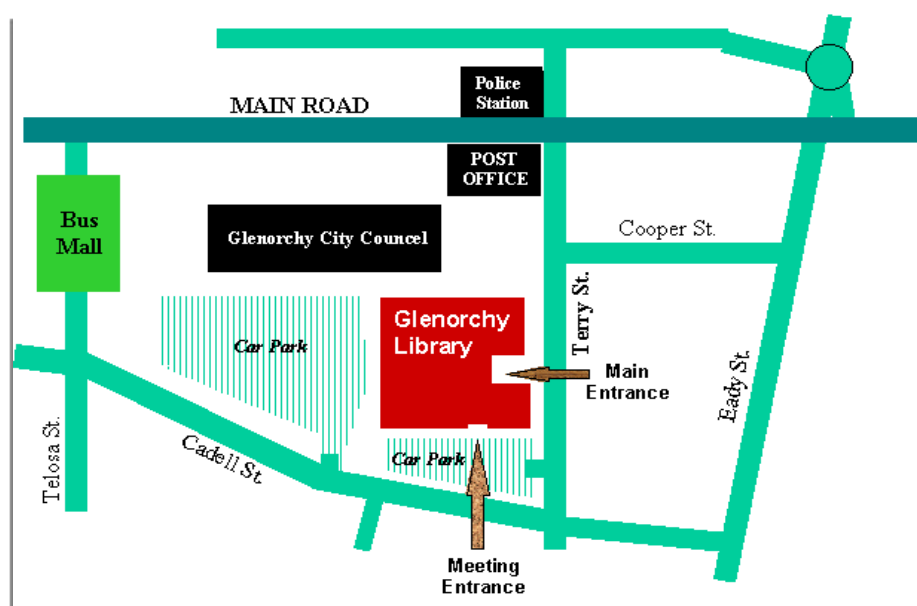 Police
Station
MAIN ROAD
POST
OFFICE
Bus
Mall
Glenorchy City Councel
Cooper St.
Glenorchy
Library
Car Park
Terry St.
Main
Entrance
Eady St.
Telosa St.
Cadell St.
Car Park
Meeting
Entrance